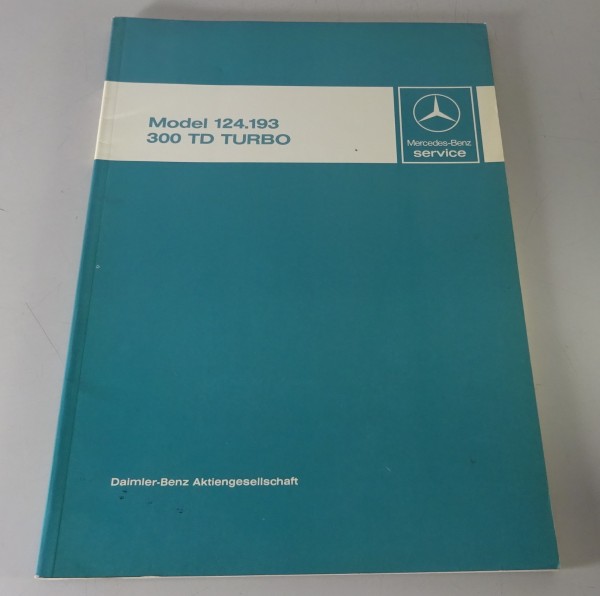 Model 124.193
300 TD TURBO
Mercedes-Benz
service
Daimler-Benz Aktiengesellschaft